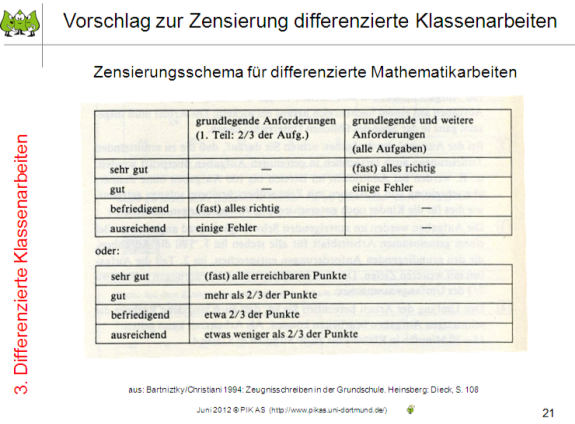 Vorschlag zur Zensierung differenzierte Klassenarbeiten
Zensierungsschema für differenzierte Mathematikarbeiten
3. Differenzierte Klassenarbeiten
grundlegende Anforderungen grundlegende und weitere
(1. Teil: 2/3 der Aufg.) Anforderungen
(alle Aufgaben)
sehr gut — (fast) alles richtig
gut — einige Fehler
befriedigend (fast) alles richtig —
ausreichend einige Fehler —
oder:
sehr gut (fast) alle erreichbaren Punkte
gut mehr als 2/3 der Punkte
befriedigend etwa 2/3 der Punkte
ausreichend etwas weniger als 2/3 der Punkte
aus: Bartnitzky/Christiani 1994: Zeugnisschreiben in der Grundschule. Heinsberg: Dieck, S. 108
Juni 2012 © PIK AS (http://www.pikas.uni-dortmund.de/)
21